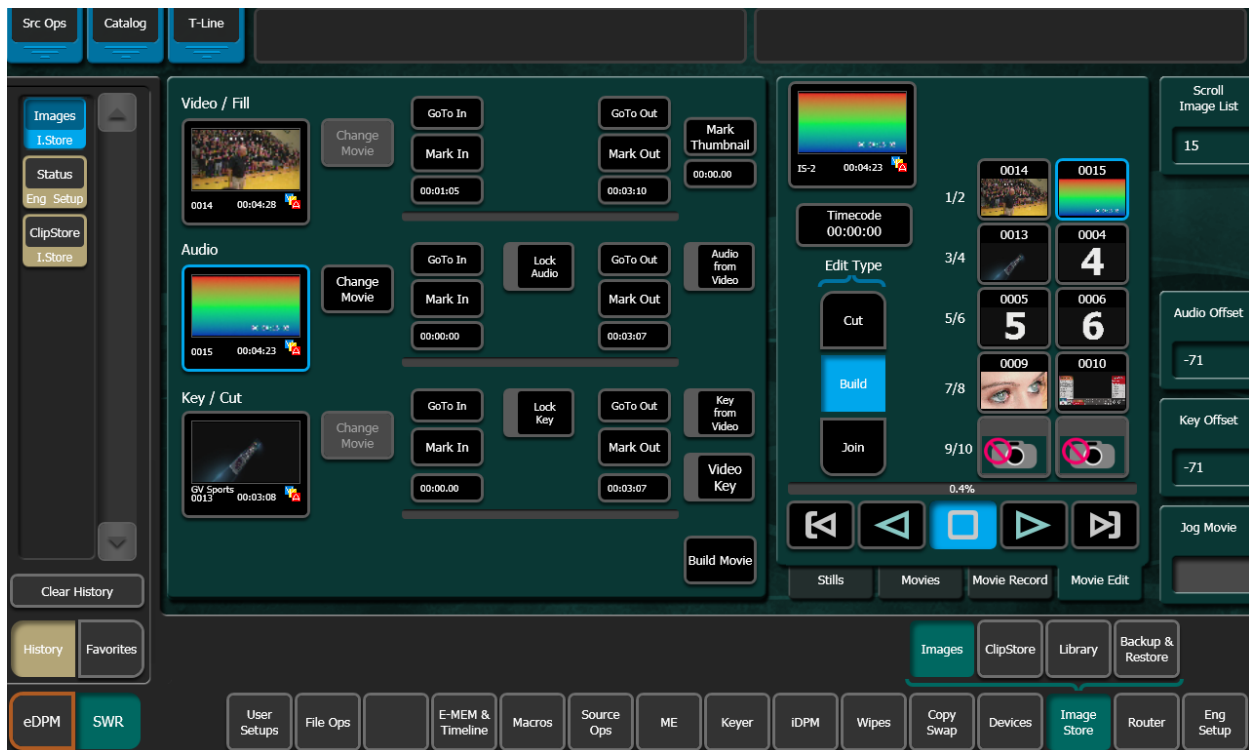 Src Ops
Catalog
T-Line
Images
I.Store
Status
Eng Setup
ClipStore
I.Store
Clear History
History
Favorites
eDPM
SWR
Video / Fill
0014 00:04:28
Change
Movie
GoTo In
Mark In
00:01:05
GoTo Out
Mark Out
00:03:10
Mark
Thumbnail
00:00.00
Audio
0015 00:04:23
Change
Movie
GoTo In
Mark In
00:00:00
Lock
Audio
GoTo Out
Mark Out
00:03:07
Audio
from
Video
Key / Cut
GV Sports
0013 00:03:08
Change
Movie
GoTo In
Mark In
00:00.00
Lock
Key
GoTo Out
Mark Out
00:03:07
Key
from
Video
Video
Key
Build Movie
IS-2 00:04:23
Timecode
00:00:00
Edit Type
Cut
Build
Join
1/2
0014
0015
3/4
0013
0004
4
5/6
0005
5
0006
6
7/8
0009
0010
9/10
0.4%
Stills
Movies
Movie Record
Movie Edit
Scroll
Image List
15
Audio Offset
-71
Key Offset
-71
Jog Movie
Images
ClipStore
Library
Backup &
Restore
User
Setups
File Ops
E-MEM &
Timeline
Macros
Source
Ops
ME
Keyer
iDPM
Wipes
Copy
Swap
Devices
Image
Store
Router
Eng
Setup